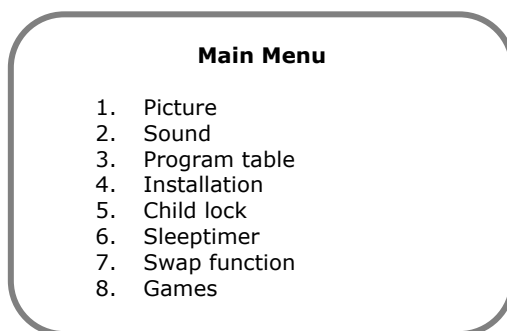 Main Menu
1. Picture
2. Sound
3. Program table
4. Installation
5. Child lock
6. Sleeptimer
7. Swap function
8. Games